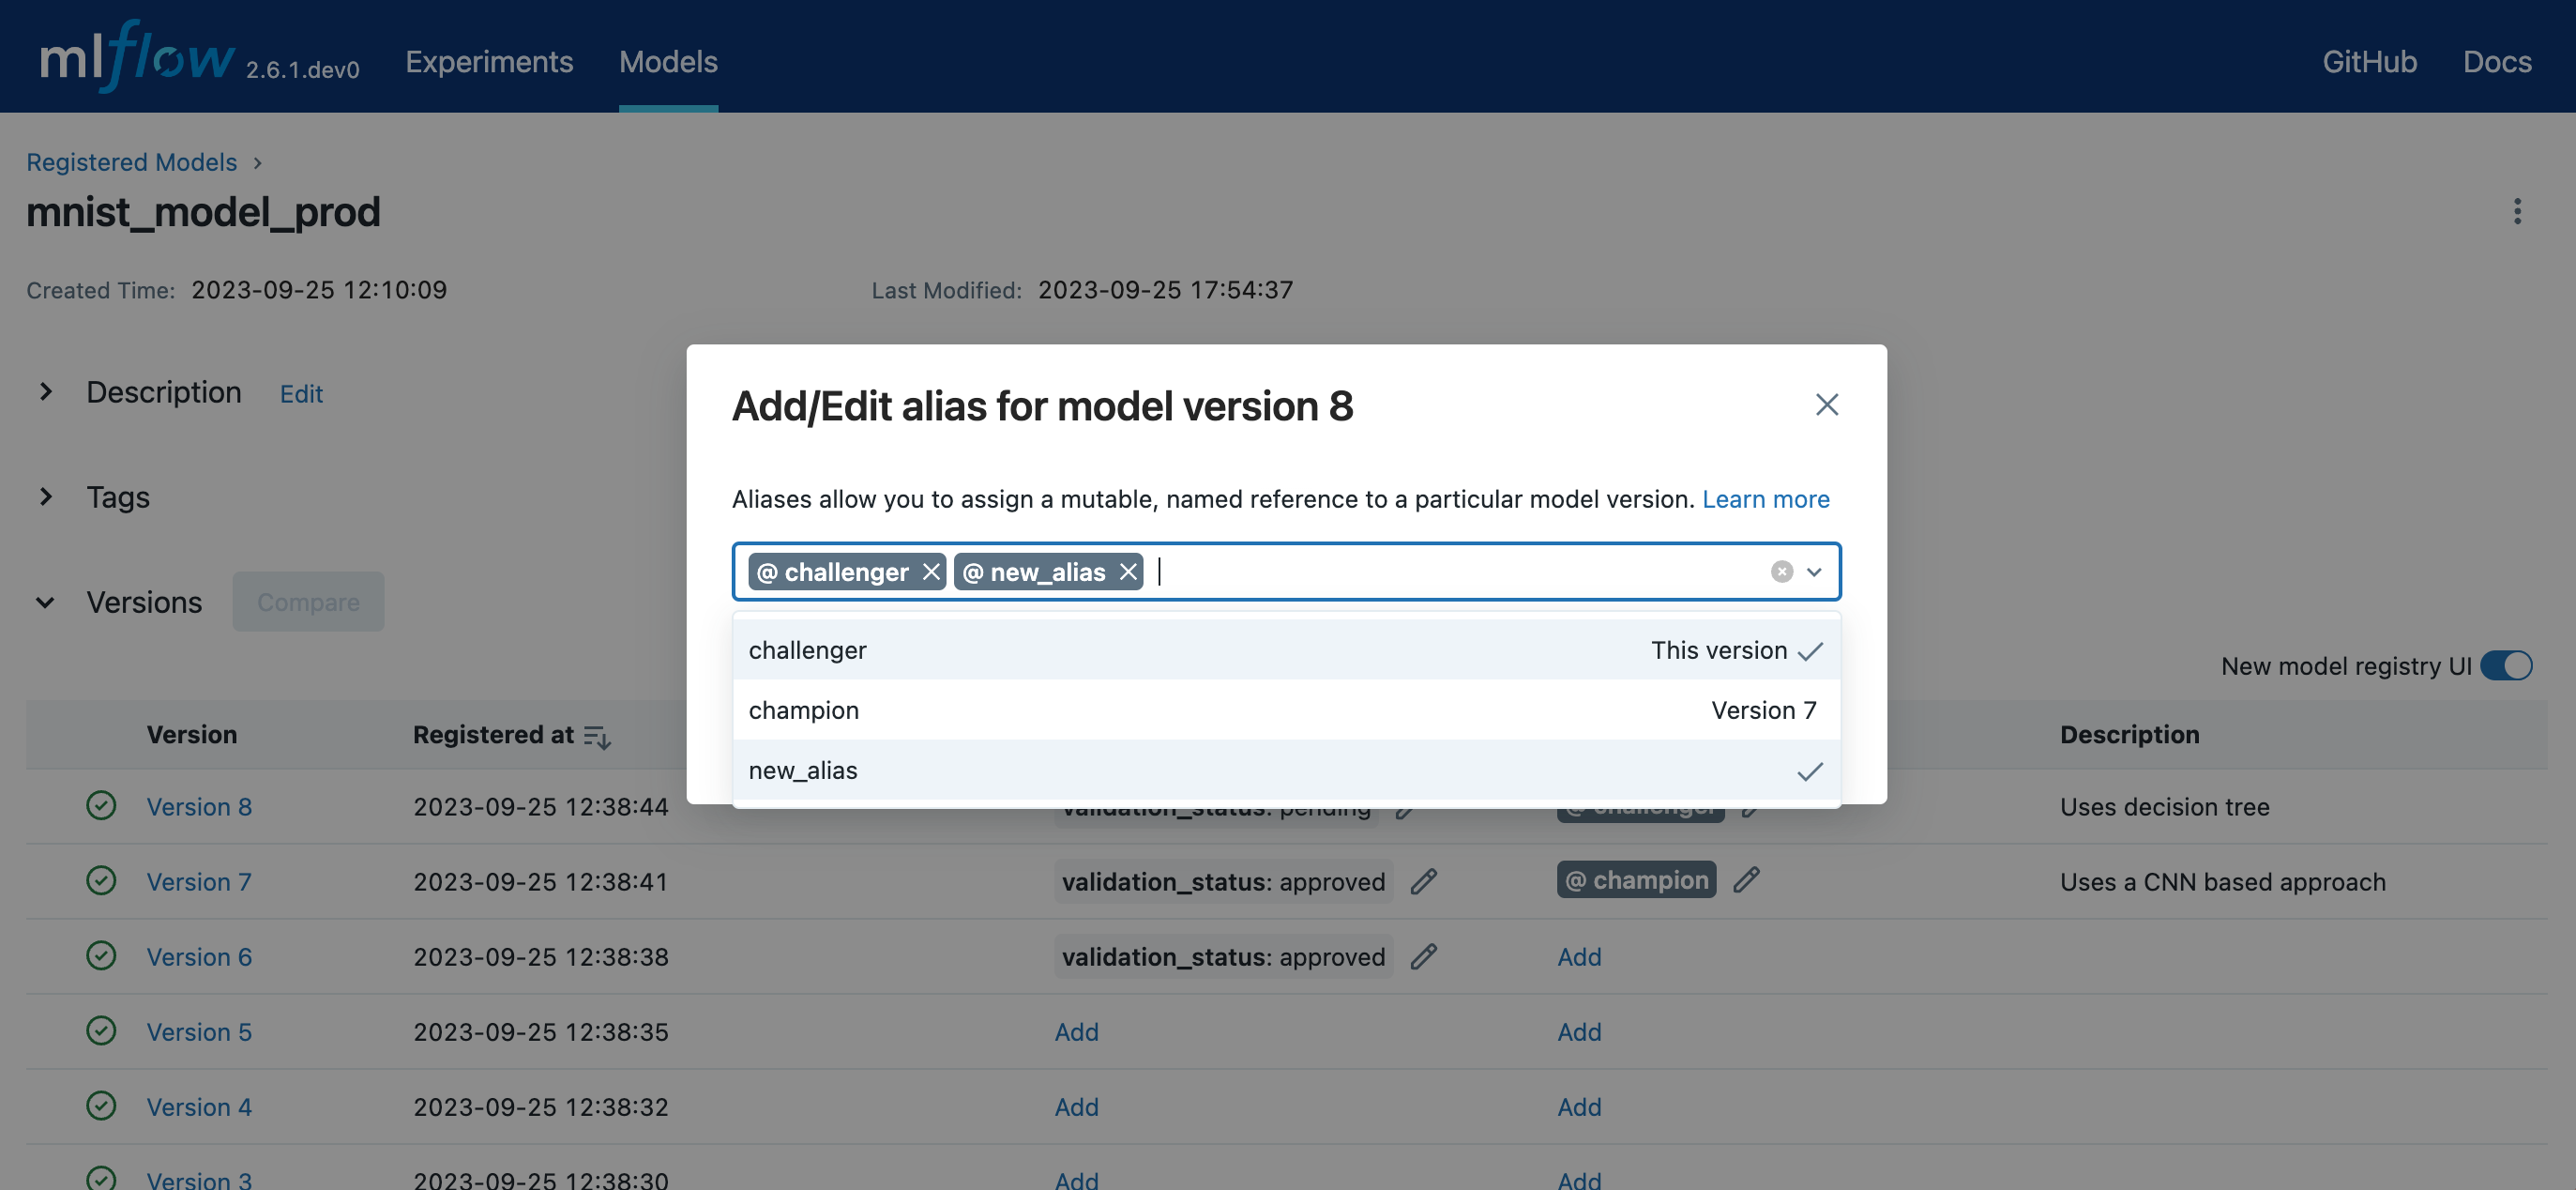 mlflow 2.6.1.dev0 Experiments Models GitHub Docs
Registered Models
mnist_model_prod
Created Time: 2023-09-25 12:10:09 Last Modified: 2023-09-25 17:54:37
Description Edit
Tags
Versions Compare
Add/Edit alias for model version 8
Aliases allow you to assign a mutable, named reference to a particular model version. Learn more
@ challenger @ new_alias
challenger This version
champion Version 7
new_alias
New model registry UI
Version Registered at Description
Version 8 2023-09-25 12:38:44 validation_status: pending @ challenger Uses decision tree
Version 7 2023-09-25 12:38:41 validation_status: approved @ champion Uses a CNN based approach
Version 6 2023-09-25 12:38:38 validation_status: approved Add
Version 5 2023-09-25 12:38:35 Add Add
Version 4 2023-09-25 12:38:32 Add Add
Version 3 2023-09-25 12:38:30 Add Add